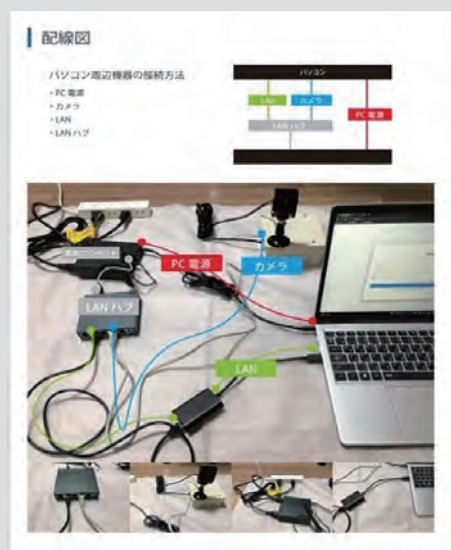 配線図
パソコン周辺機器の接続方法
・PC 電源
・カメラ
・LAN
・LAN ハブ
パソコン
LAN
カメラ
PC 電源
LAN ハブ
PC 電源
カメラ
LAN ハブ
LAN